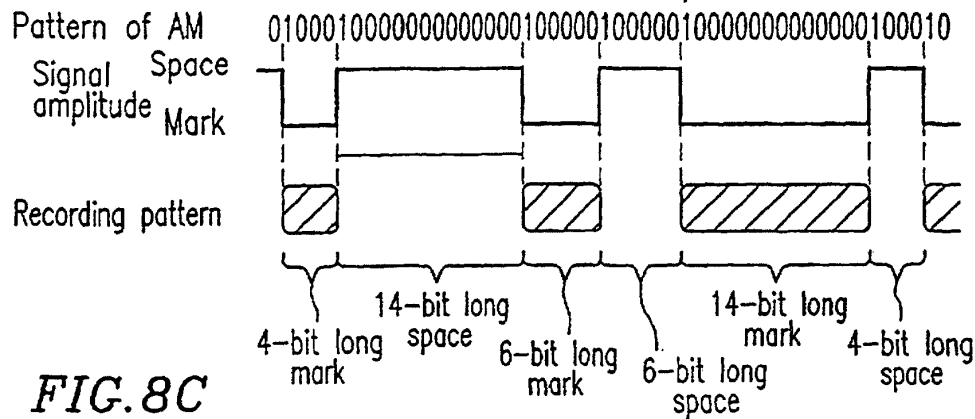 Pattern of AM 010001000000000000010000010000010000000000000100010
Signal amplitude
Space
Mark
Recording pattern
4-bit long mark
14-bit long space
6-bit long mark
6-bit long space
14-bit long mark
4-bit long space
FIG.8C